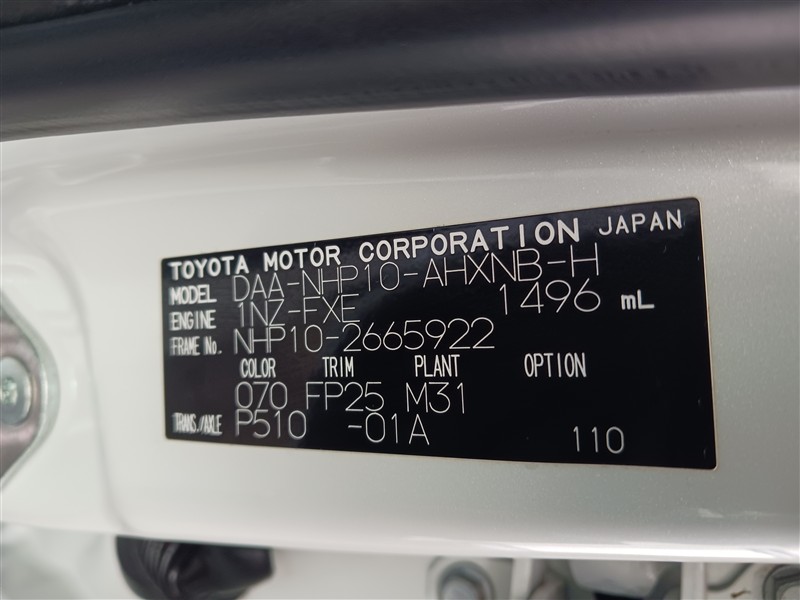 TOYOTA MOTOR CORPORATION JAPAN
MODEL DAA-NHP10-AHXNB-H
ENGINE 1NZ-FXE 1496 mL
FRAME No. NHP10-2665922
COLOR TRIM PLANT OPTION
070 FP25 M31
TRANS./AXLE P510 -01A 110